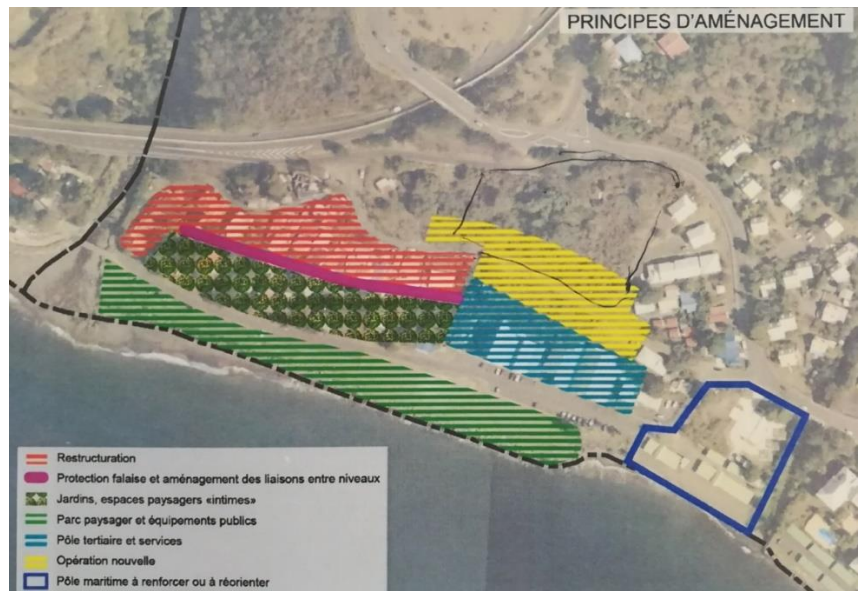 PRINCIPES D'AMÉNAGEMENT
Restructuration
Protection falaise et aménagement des liaisons entre niveaux
Jardins, espaces paysagers «intimes»
Parc paysager et équipements publics
Pôle tertiaire et services
Opération nouvelle
Pôle maritime à renforcer ou à réorienter